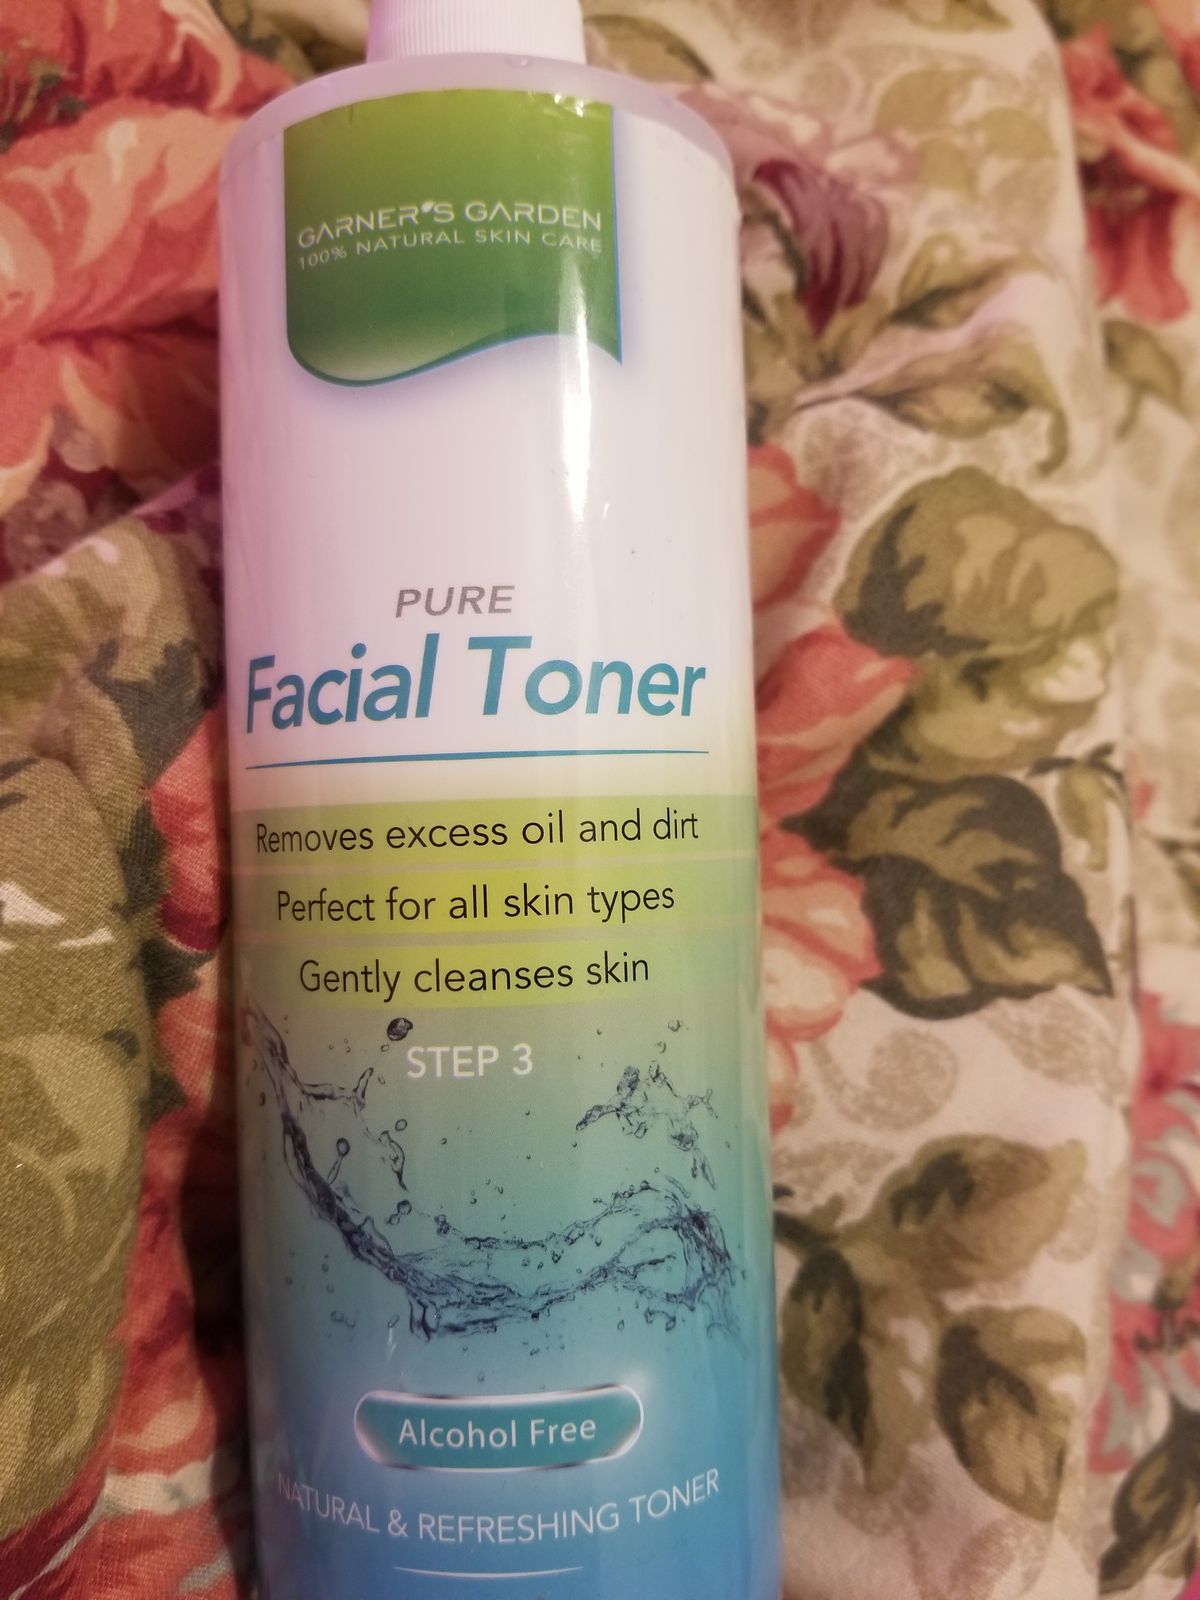 GARNER'S GARDEN
100% NATURAL SKIN CARE
PURE
Facial Toner
Removes excess oil and dirt
Perfect for all skin types
Gently cleanses skin
STEP 3
Alcohol Free
NATURAL & REFRESHING TONER